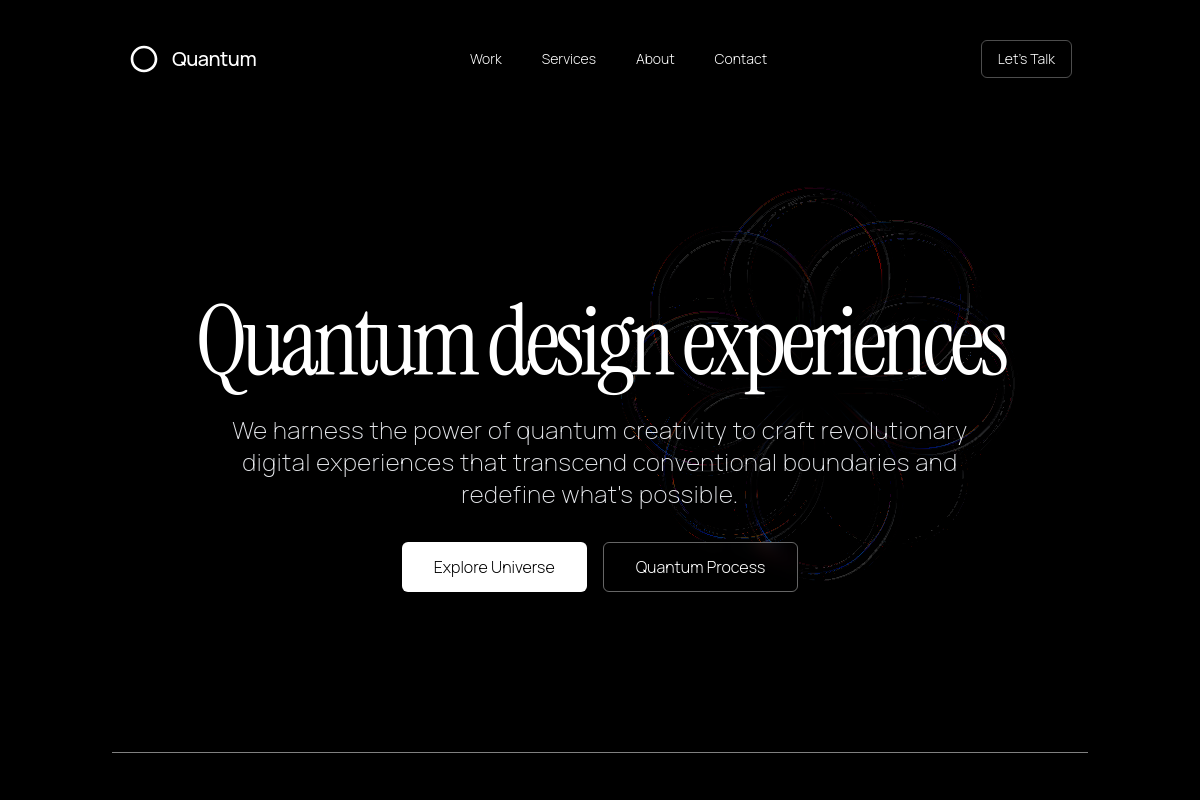 Quantum
Work
Services
About
Contact
Let's Talk
Quantum design experiences
We harness the power of quantum creativity to craft revolutionary
digital experiences that transcend conventional boundaries and
redefine what's possible.
Explore Universe
Quantum Process